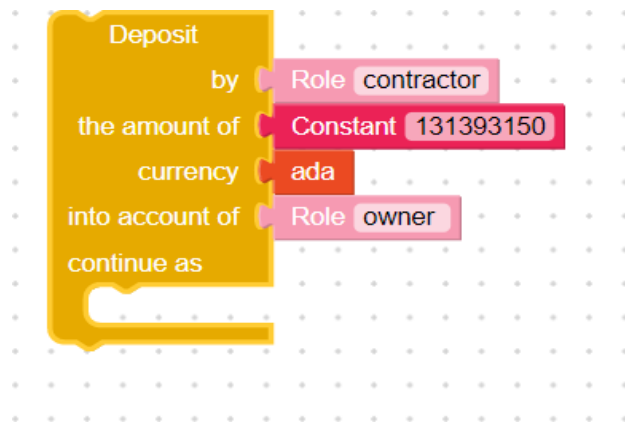 Deposit
by Role contractor
the amount of Constant 131393150
currency ada
into account of Role owner
continue as